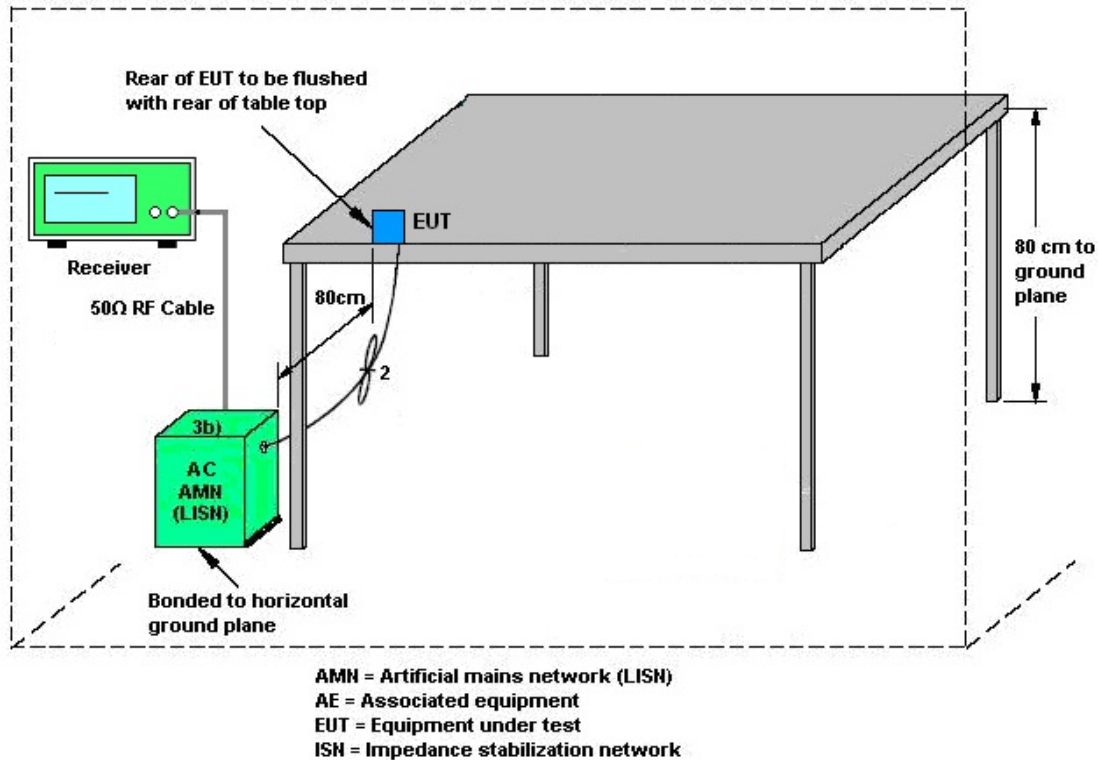 Rear of EUT to be flushed
with rear of table top
EUT
Receiver
80cm
80 cm to
ground
plane
50Ω RF Cable
2
3b)
AC
AMN
(LISN)
Bonded to horizontal
ground plane
AMN = Artificial mains network (LISN)
AE = Associated equipment
EUT = Equipment under test
ISN = Impedance stabilization network